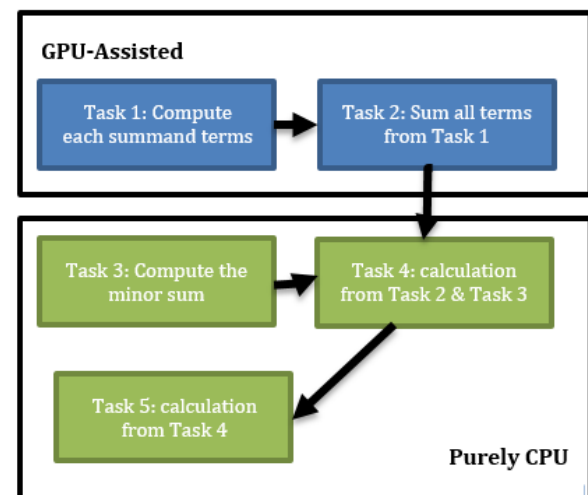 GPU-Assisted
Task 1: Compute
each summand terms
Task 2: Sum all terms
from Task 1
Task 3: Compute the
minor sum
Task 4: calculation
from Task 2 & Task 3
Task 5: calculation
from Task 4
Purely CPU